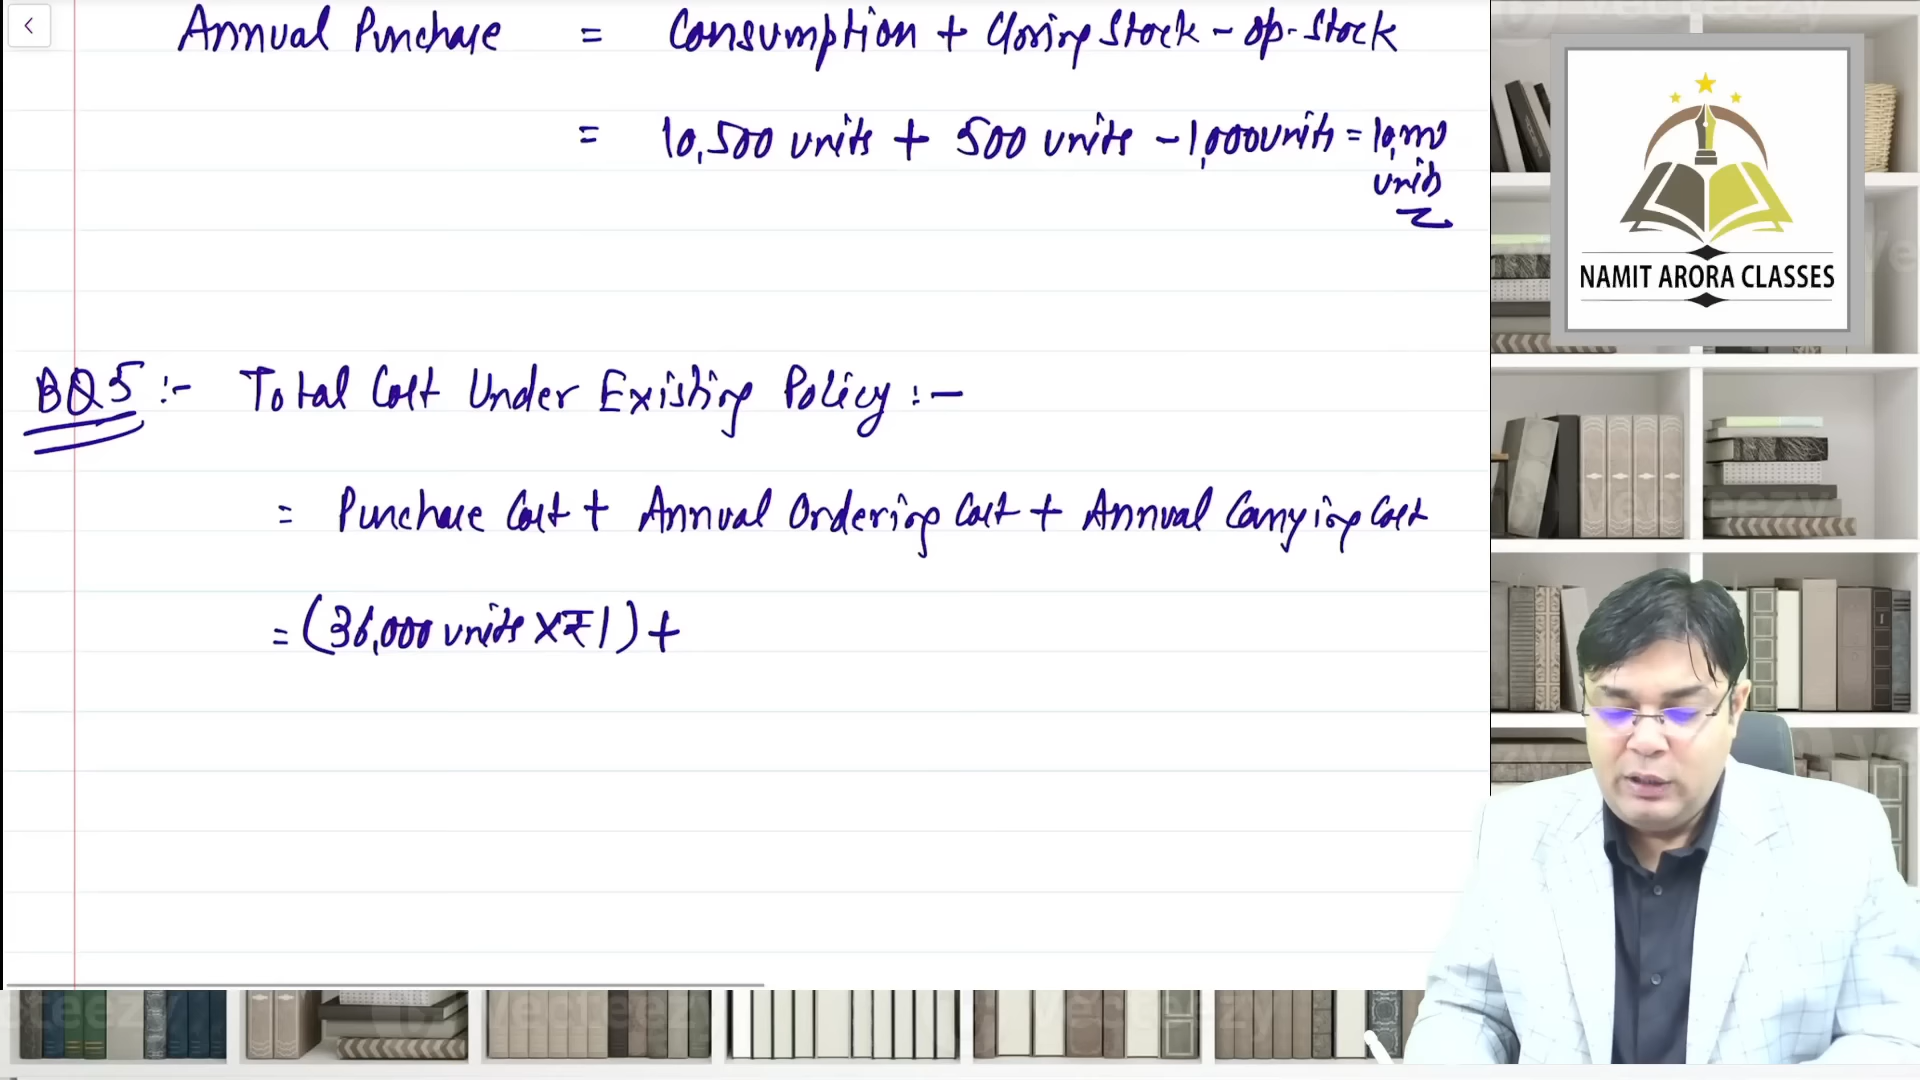 Annual Purchase = Consumption + Closing Stock - Op. Stock
= 10,500 units + 500 units - 1,000 units = 10,000
units
NAMIT ARORA CLASSES
BQ5 :- Total Cost Under Existing Policy :-
= Purchase Cost + Annual Ordering Cost + Annual Carrying Cost
= (36,000 units x ₹1) +